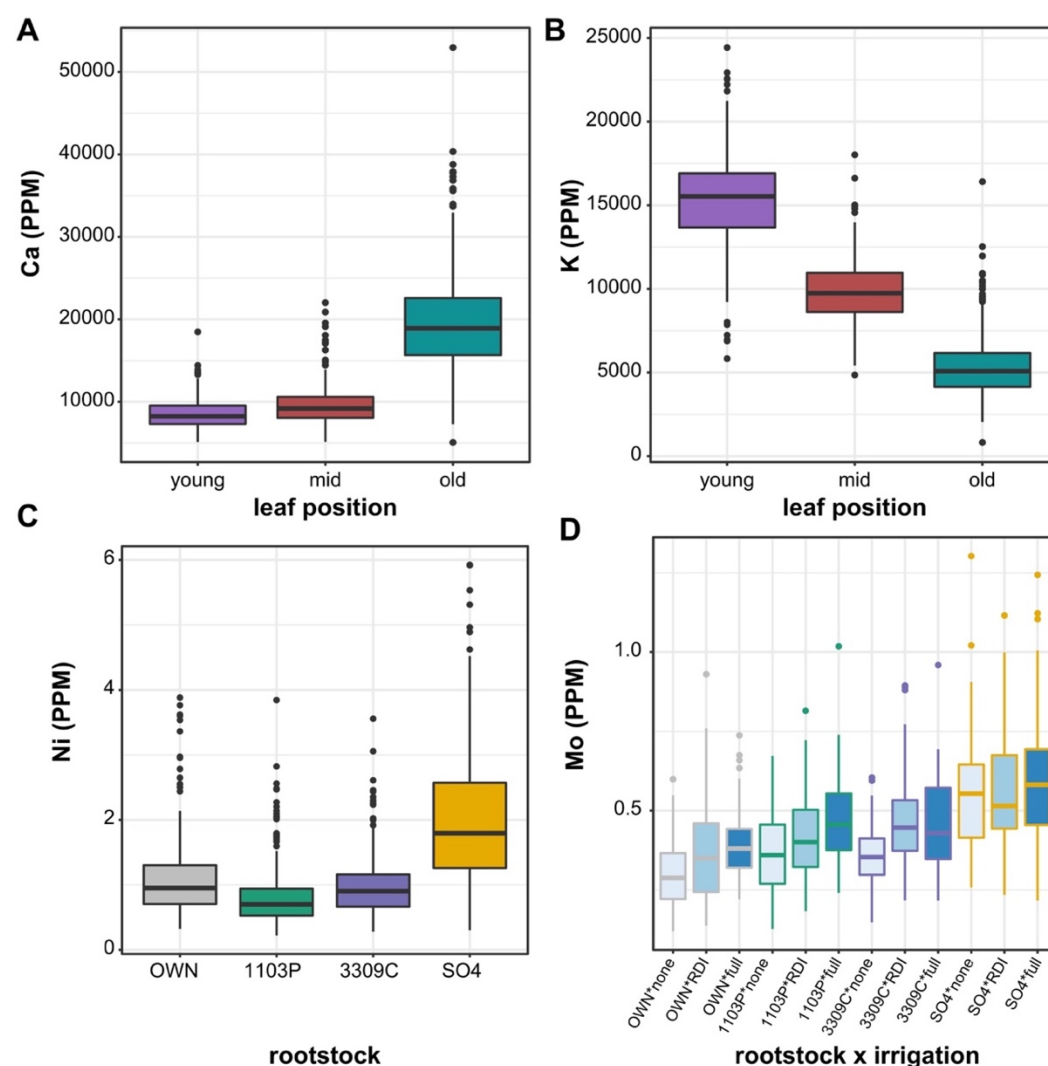 A
50000
40000
30000
20000
10000
Ca (PPM)
young mid old
leaf position
B
25000
20000
15000
10000
5000
0
K (PPM)
young mid old
leaf position
C
6
4
2
0
Ni (PPM)
OWN 1103P 3309C SO4
rootstock
D
1.0
0.5
Mo (PPM)
OWN*none
OWN*RDI
OWN*full
1103P*none
1103P*RDI
1103P*full
3309C*none
3309C*RDI
3309C*full
SO4*none
SO4*RDI
SO4*full
rootstock x irrigation